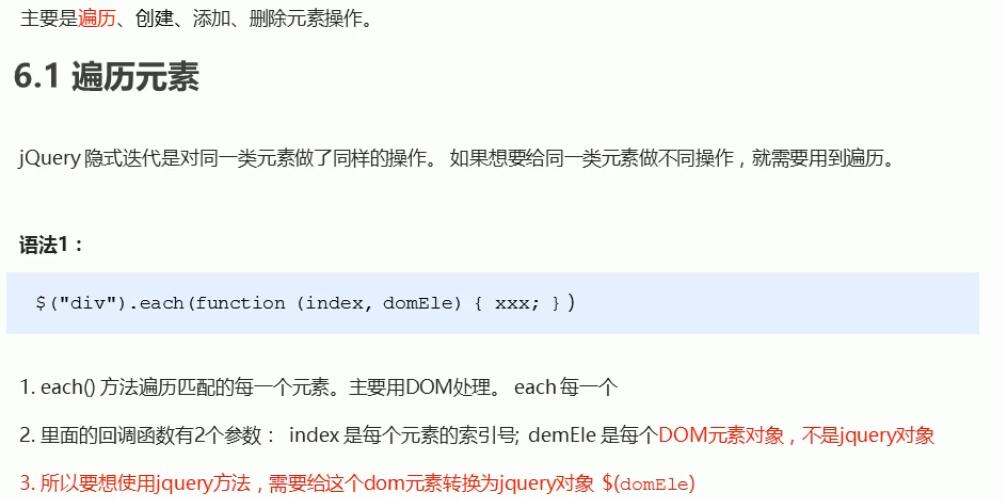 主要是遍历、创建、添加、删除元素操作。
6.1 遍历元素
jQuery 隐式迭代是对同一类元素做了同样的操作。 如果想要给同一类元素做不同操作，就需要用到遍历。
语法1：
$("div").each(function (index, domEle) { xxx; })
1. each() 方法遍历匹配的每一个元素。主要用DOM处理。 each 每一个
2. 里面的回调函数有2个参数： index 是每个元素的索引号; demEle 是每个DOM元素对象，不是jquery对象
3. 所以要想使用jquery方法，需要给这个dom元素转换为jquery对象 $(domEle)